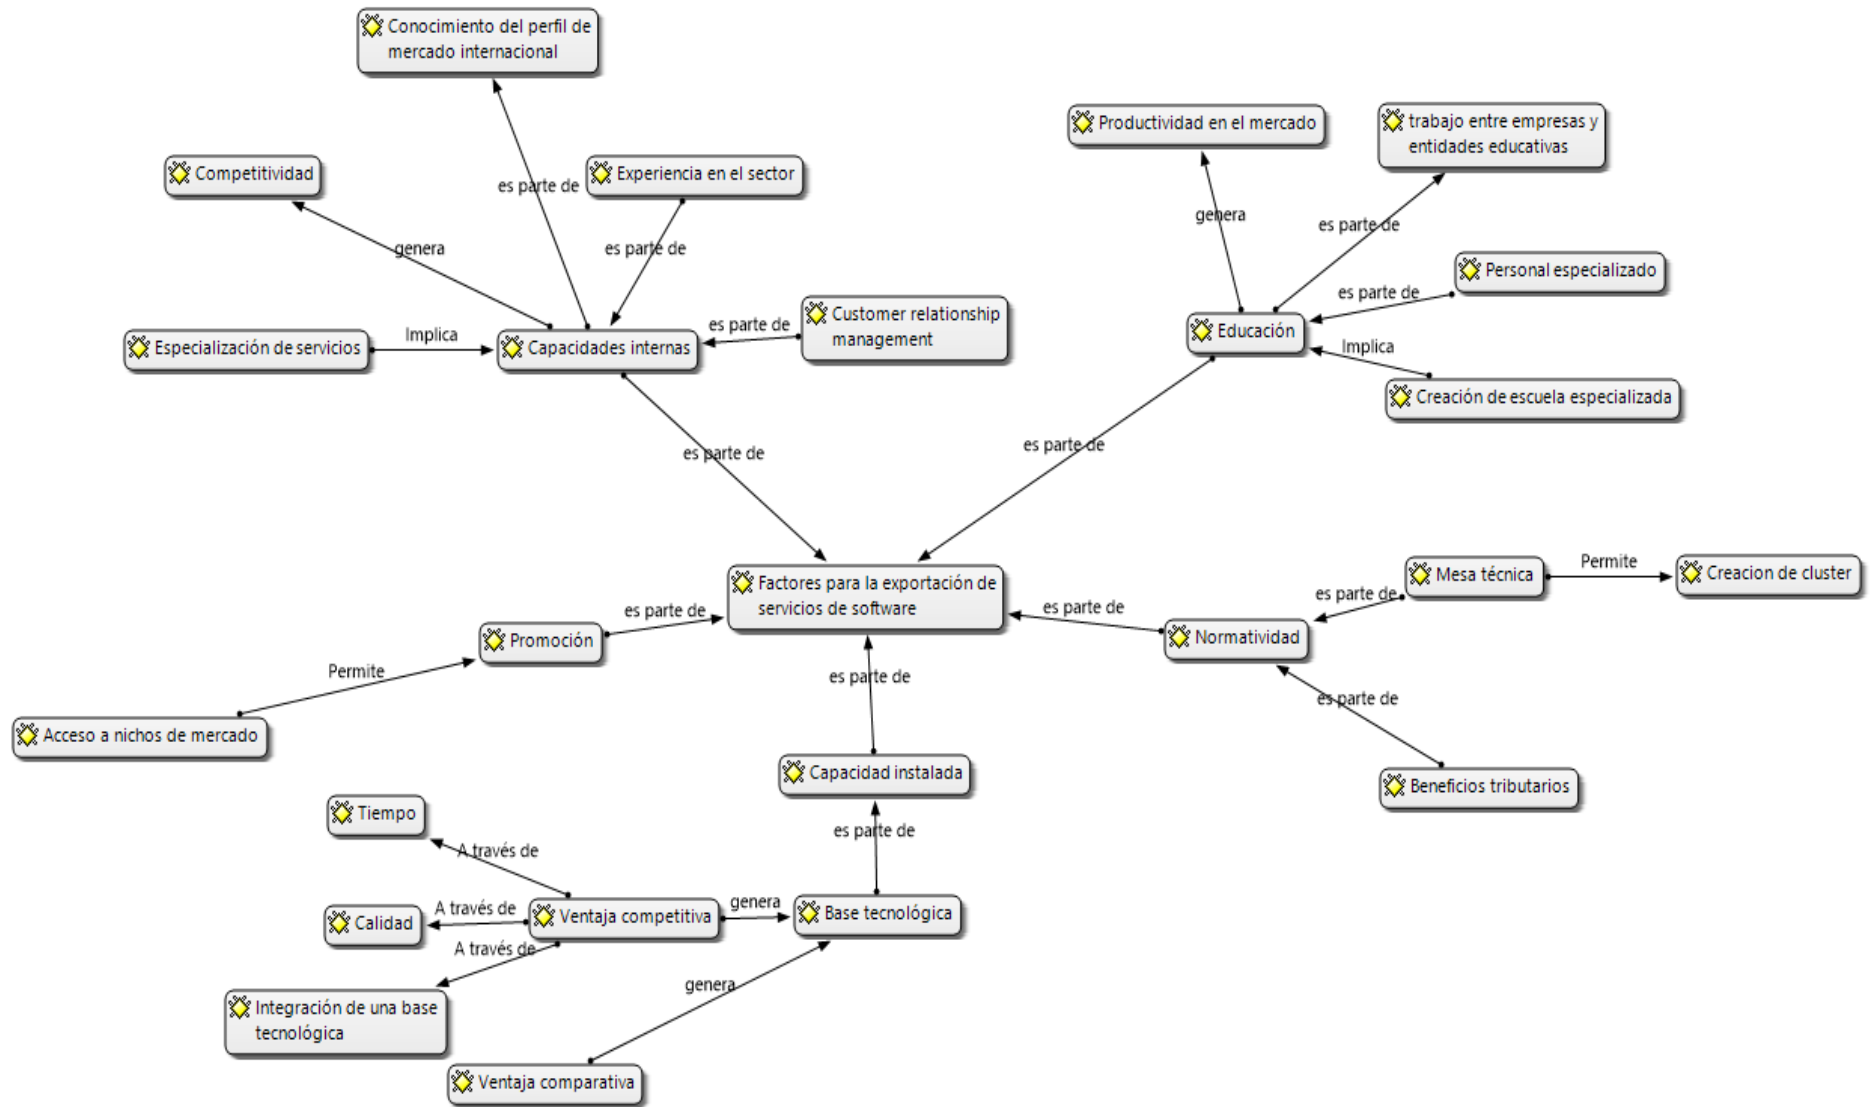 Conocimiento del perfil de
mercado internacional
Productividad en el mercado
trabajo entre empresas y
entidades educativas
Competitividad
es parte de
Experiencia en el sector
genera
es parte de
genera
es parte de
Personal especializado
es parte de
Especialización de servicios
Implica
Capacidades internas
es parte de
Customer relationship
management
Educación
Implica
Creación de escuela especializada
es parte de
es parte de
Factores para la exportación de
servicios de software
Mesa técnica
Permite
Creacion de cluster
es parte de
es parte de
es parte de
Promoción
Normatividad
Permite
es parte de
es parte de
Acceso a nichos de mercado
Capacidad instalada
Beneficios tributarios
Tiempo
es parte de
A través de
Calidad
A través de
Ventaja competitiva
genera
Base tecnológica
A través de
genera
Integración de una base
tecnológica
Ventaja comparativa